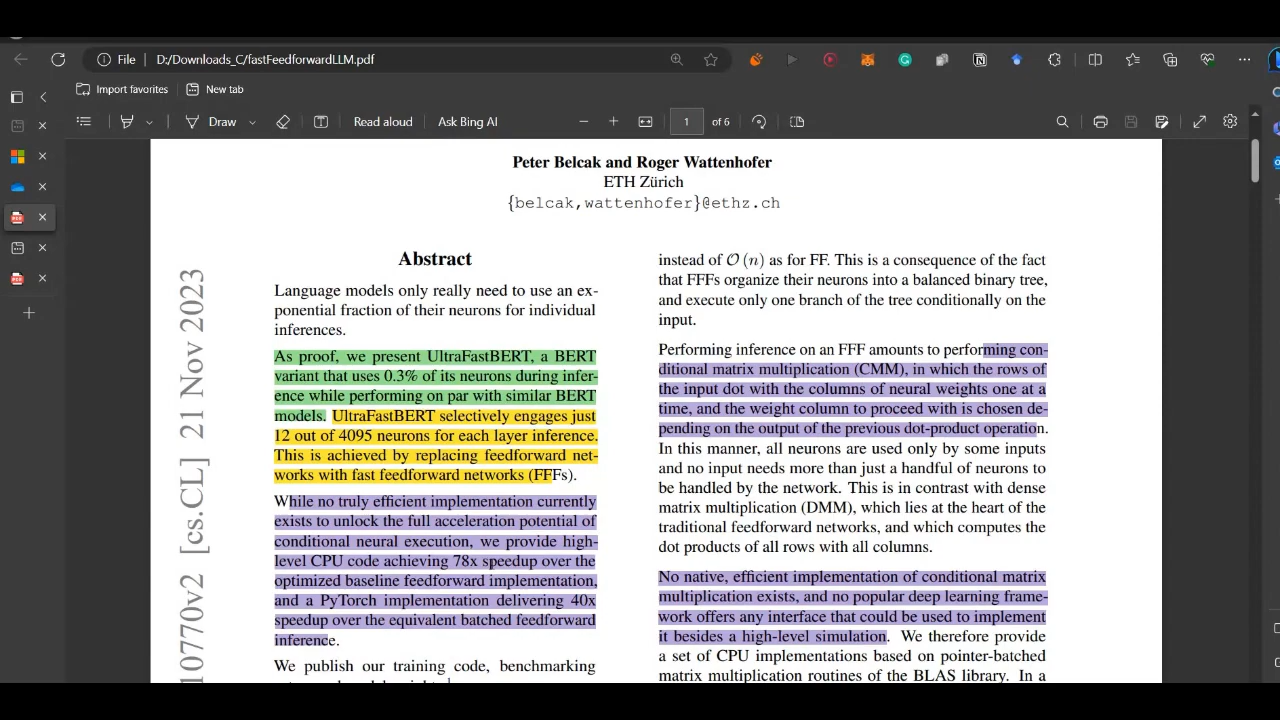 File D:/Downloads_C/fastFeedforwardLLM.pdf
Import favorites New tab
Draw Read aloud Ask Bing AI 1 of 6
Peter Belcak and Roger Wattenhofer
ETH Zürich
{belcak,wattenhofer}@ethz.ch
10770v2 [cs.CL] 21 Nov 2023
Abstract
Language models only really need to use an ex-
ponential fraction of their neurons for individual
inferences.
As proof, we present UltraFastBERT, a BERT
variant that uses 0.3% of its neurons during infer-
ence while performing on par with similar BERT
models. UltraFastBERT selectively engages just
12 out of 4095 neurons for each layer inference.
This is achieved by replacing feedforward net-
works with fast feedforward networks (FFFs).
While no truly efficient implementation currently
exists to unlock the full acceleration potential of
conditional neural execution, we provide high-
level CPU code achieving 78x speedup over the
optimized baseline feedforward implementation,
and a PyTorch implementation delivering 40x
speedup over the equivalent batched feedforward
inference.
We publish our training code, benchmarking
instead of O (n) as for FF. This is a consequence of the fact
that FFFs organize their neurons into a balanced binary tree,
and execute only one branch of the tree conditionally on the
input.
Performing inference on an FFF amounts to performing con-
ditional matrix multiplication (CMM), in which the rows of
the input dot with the columns of neural weights one at a
time, and the weight column to proceed with is chosen de-
pending on the output of the previous dot-product operation.
In this manner, all neurons are used only by some inputs
and no input needs more than just a handful of neurons to
be handled by the network. This is in contrast with dense
matrix multiplication (DMM), which lies at the heart of the
traditional feedforward networks, and which computes the
dot products of all rows with all columns.
No native, efficient implementation of conditional matrix
multiplication exists, and no popular deep learning frame-
work offers any interface that could be used to implement
it besides a high-level simulation. We therefore provide
a set of CPU implementations based on pointer-batched
matrix multiplication routines of the BLAS library. In a